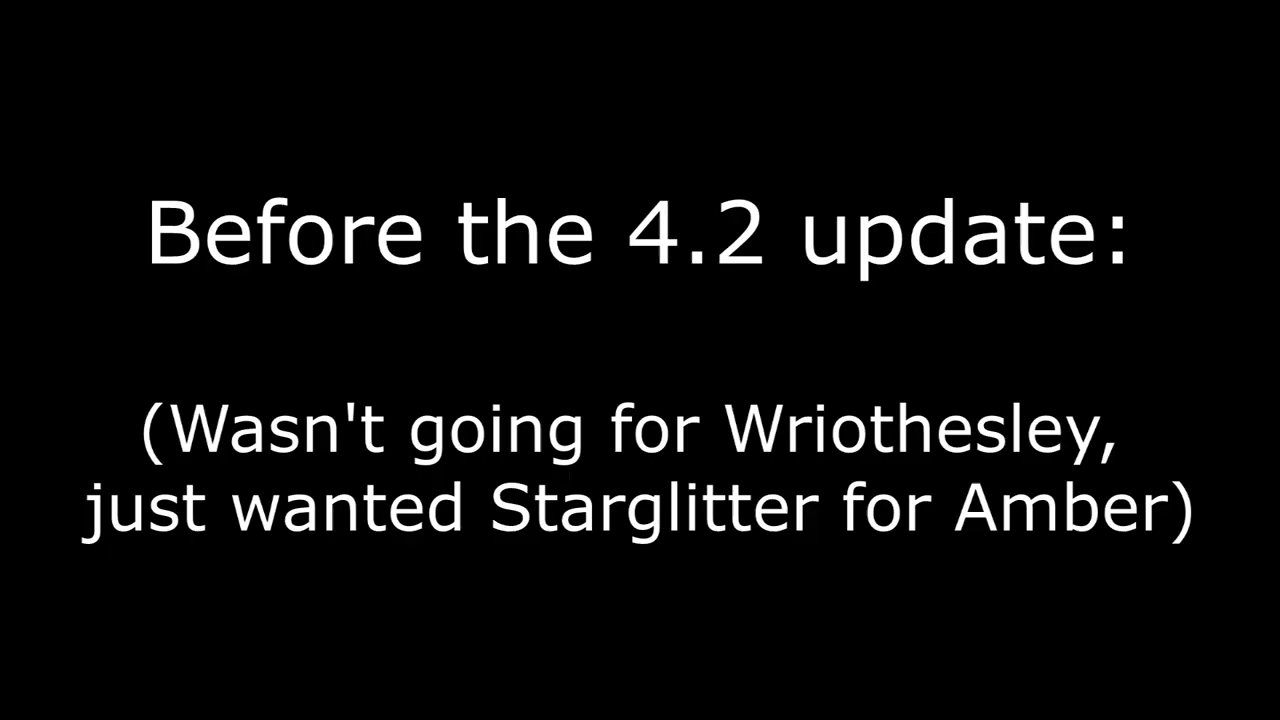 Before the 4.2 update:
(Wasn't going for Wriothesley,
just wanted Starglitter for Amber)